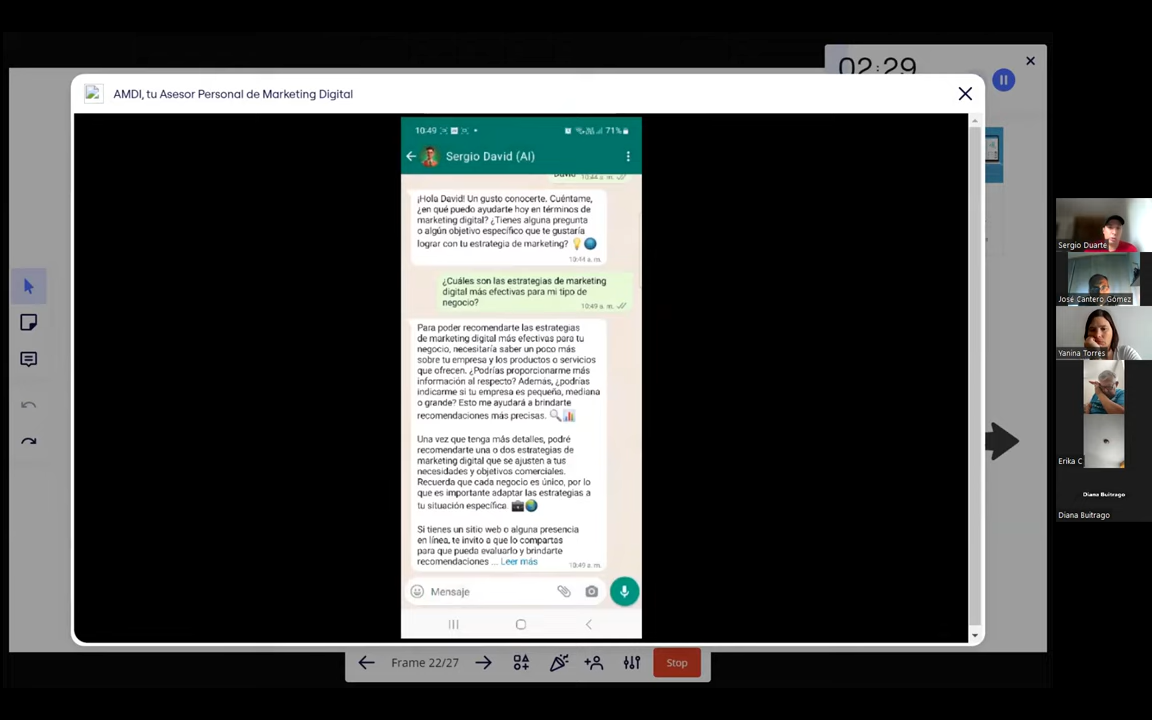 02:29
AMDI, tu Asesor Personal de Marketing Digital
10:49
71%
Sergio David (AI)
David
10:44 a. m.
¡Hola David! Un gusto conocerte. Cuéntame,
¿en qué puedo ayudarte hoy en términos de
marketing digital? ¿Tienes alguna pregunta
o algún objetivo específico que te gustaría
lograr con tu estrategia de marketing? 💡🌐
10:44 a. m.
¿Cuáles son las estrategias de marketing
digital más efectivas para mi tipo de
negocio?
10:49 a. m.
Para poder recomendarte las estrategias
de marketing digital más efectivas para tu
negocio, necesitaría saber un poco más
sobre tu empresa y los productos o servicios
que ofrecen. ¿Podrías proporcionarme más
información al respecto? Además, ¿podrías
indicarme si tu empresa es pequeña, mediana
o grande? Esto me ayudará a brindarte
recomendaciones más precisas. 🔍📊
Una vez que tenga más detalles, podré
recomendarte una o dos estrategias de
marketing digital que se ajusten a tus
necesidades y objetivos comerciales.
Recuerda que cada negocio es único, por lo
que es importante adaptar las estrategias a
tu situación específica. 💼🌍
Si tienes un sitio web o alguna presencia
en línea, te invito a que lo compartas
para que pueda evaluarlo y brindarte
recomendaciones ... Leer más
10:49 a. m.
Mensaje
Frame 22/27
Stop
Sergio Duarte
José Cantero Gómez
Yanina Torres
Erika C
Diana Buitrago
Diana Buitrago